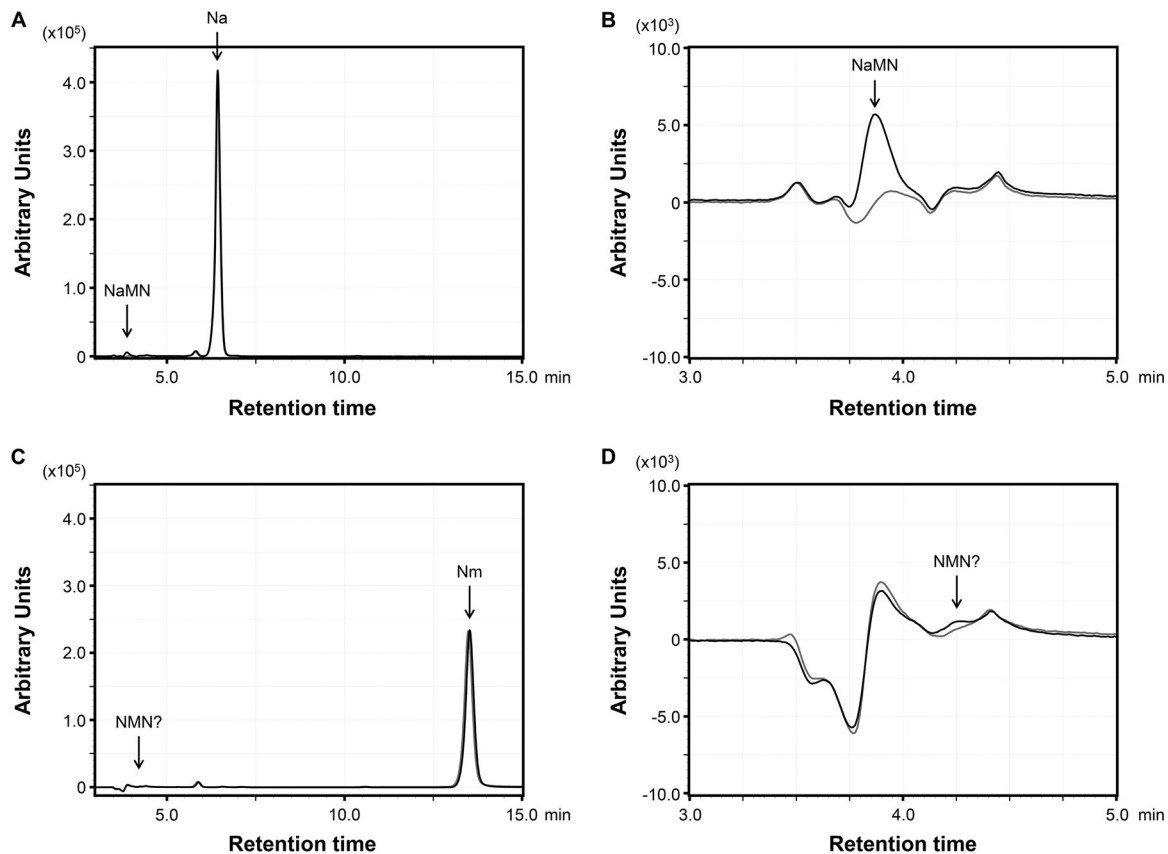 A
(x10⁵)
Na
4.0
3.0
2.0
1.0
0
NaMN
Arbitrary Units
5.0 10.0 15.0 min
Retention time
B
(x10³)
10.0
5.0
0
-5.0
-10.0
NaMN
Arbitrary Units
3.0 4.0 5.0 min
Retention time
C
(x10⁵)
4.0
3.0
2.0
1.0
0
Nm
NMN?
Arbitrary Units
5.0 10.0 15.0 min
Retention time
D
(x10³)
10.0
5.0
0
-5.0
-10.0
NMN?
Arbitrary Units
3.0 4.0 5.0 min
Retention time